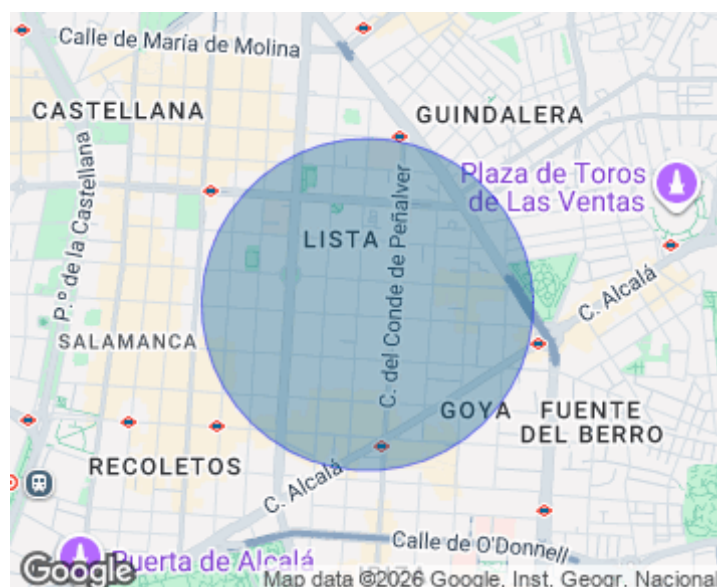 Calle de María de Molina
CASTELLANA
GUINDALERA
P.º de la Castellana
Plaza de Toros
de Las Ventas
C. del Conde de Peñalver
LISTA
C. Alcalá
SALAMANCA
GOYA
FUENTE
DEL BERRO
RECOLETOS
C. Alcalá
Calle de O'Donnell
Puerta de Alcalá
IBIZA
Google
Map data ©2026 Google, Inst. Geogr. Nacional